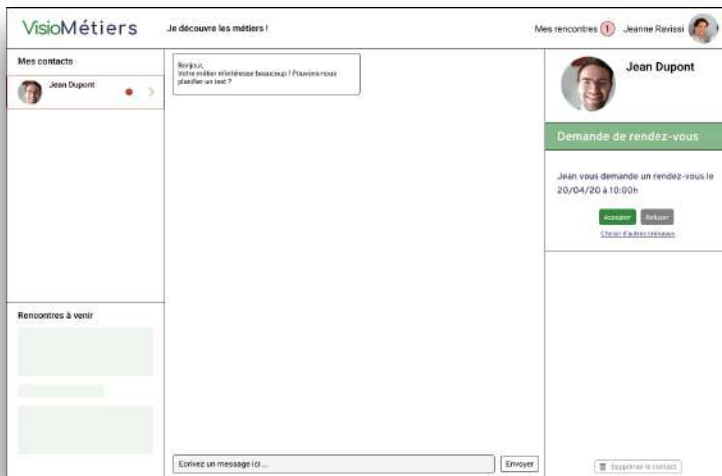 VisioMétiers
Je découvre les métiers !
Mes rencontres 1
Jeanne Ravissi
Mes contacts
Jean Dupont
Rencontres à venir
Bonjour,
Votre métier m'intéresse beaucoup ! Pouvons-nous
planifier un test ?
Ecrivez un message ici ...
Envoyer
Jean Dupont
Demande de rendez-vous
Jean vous demande un rendez-vous le
20/04/20 à 10:00h
Accepter
Refuser
Choisir d'autres créneaux
Supprimer le contact